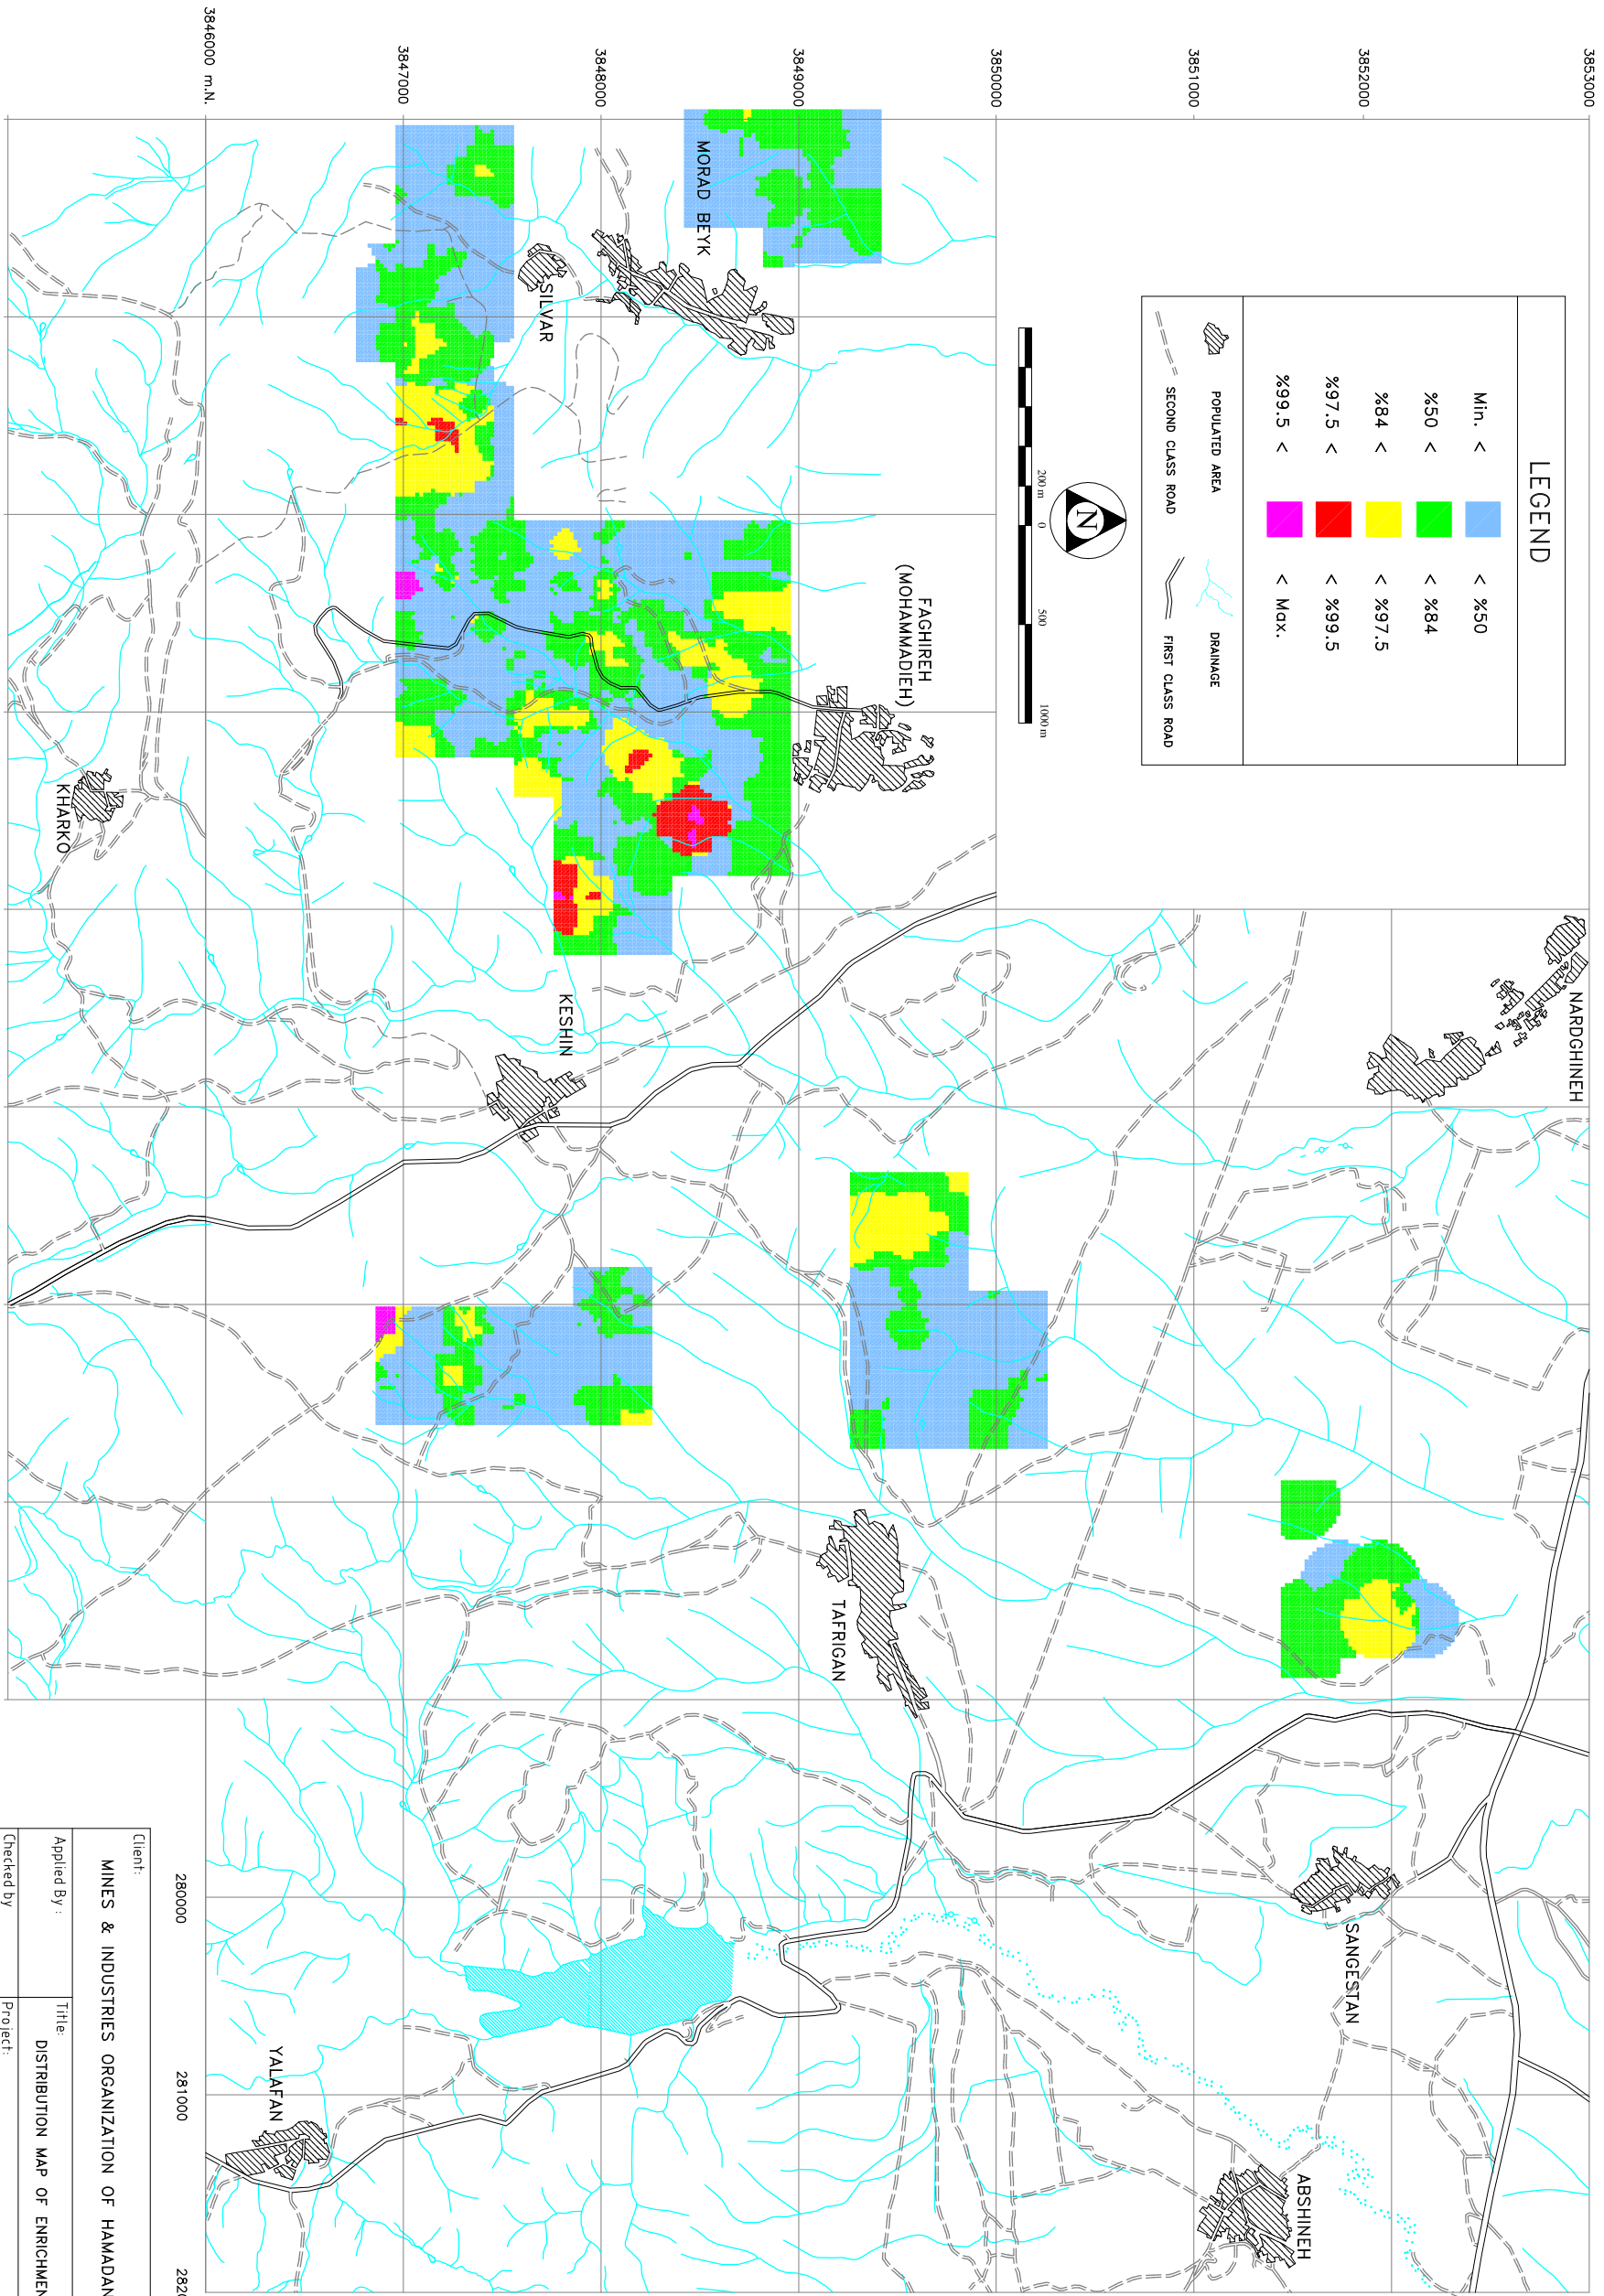 3853000
3852000
3851000
3850000
3849000
3848000
3847000
3846000 m.N.
LEGEND
Min. < < %50
%50 < < %84
%84 < < %97.5
%97.5 < < %99.5
%99.5 < < Max.
POPULATED AREA
DRAINAGE
SECOND CLASS ROAD
FIRST CLASS ROAD
N
200 m
0
500
1000 m
NARDGHINEH
FAGHIREH
(MOHAMMADIEH)
MORAD BEYK
SILVAR
KHARKO
KESHIN
TAFRIGAN
SANGESTAN
ABSHINEH
YALAFAN
280000
281000
Client:
MINES & INDUSTRIES ORGANIZATION OF HAMADAN
Applied By :
Title:
DISTRIBUTION MAP OF
Checked by
Project: